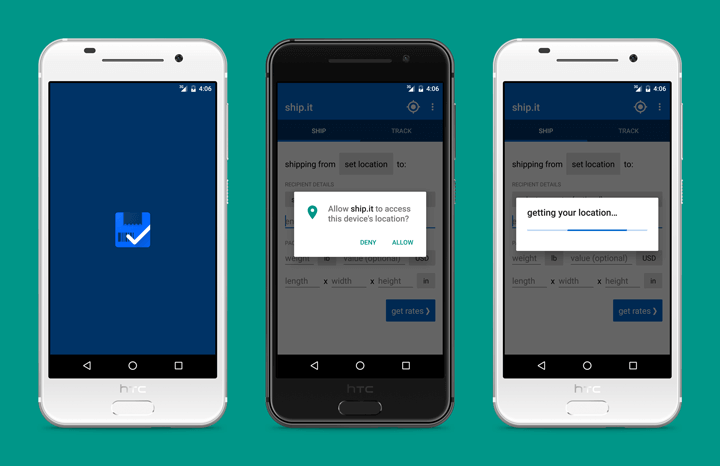 4:06
hTC
4:06
ship.it
SHIP TRACK
shipping from set location to:
RECIPIENT DETAILS
Allow ship.it to access
this device's location?
DENY ALLOW
weight lb value (optional) USD
length x width x height in
get rates ❯
hTC
4:06
ship.it
SHIP TRACK
shipping from set location to:
RECIPIENT DETAILS
getting your location...
weight lb value (optional) USD
length x width x height in
get rates ❯
hTC